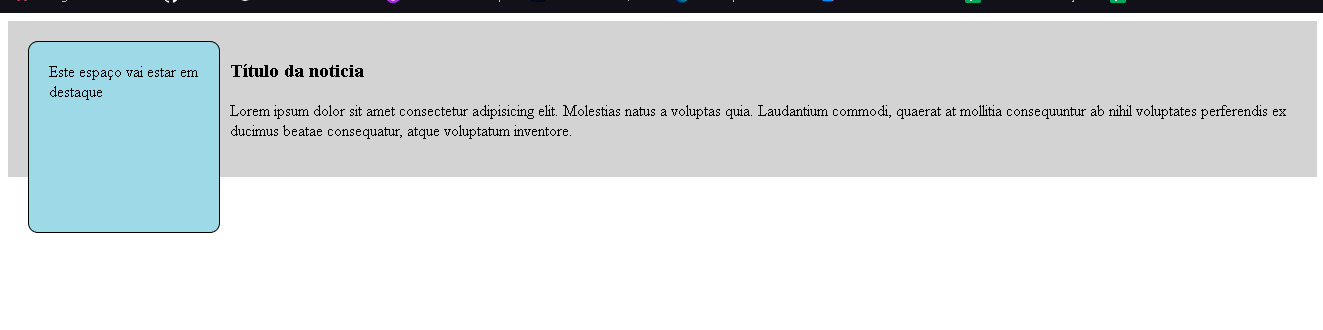 Este espaço vai estar em
destaque
Título da noticia
Lorem ipsum dolor sit amet consectetur adipisicing elit. Molestias natus a voluptas quia. Laudantium commodi, quaerat at mollitia consequuntur ab nihil voluptates perferendis ex
ducimus beatae consequatur, atque voluptatum inventore.